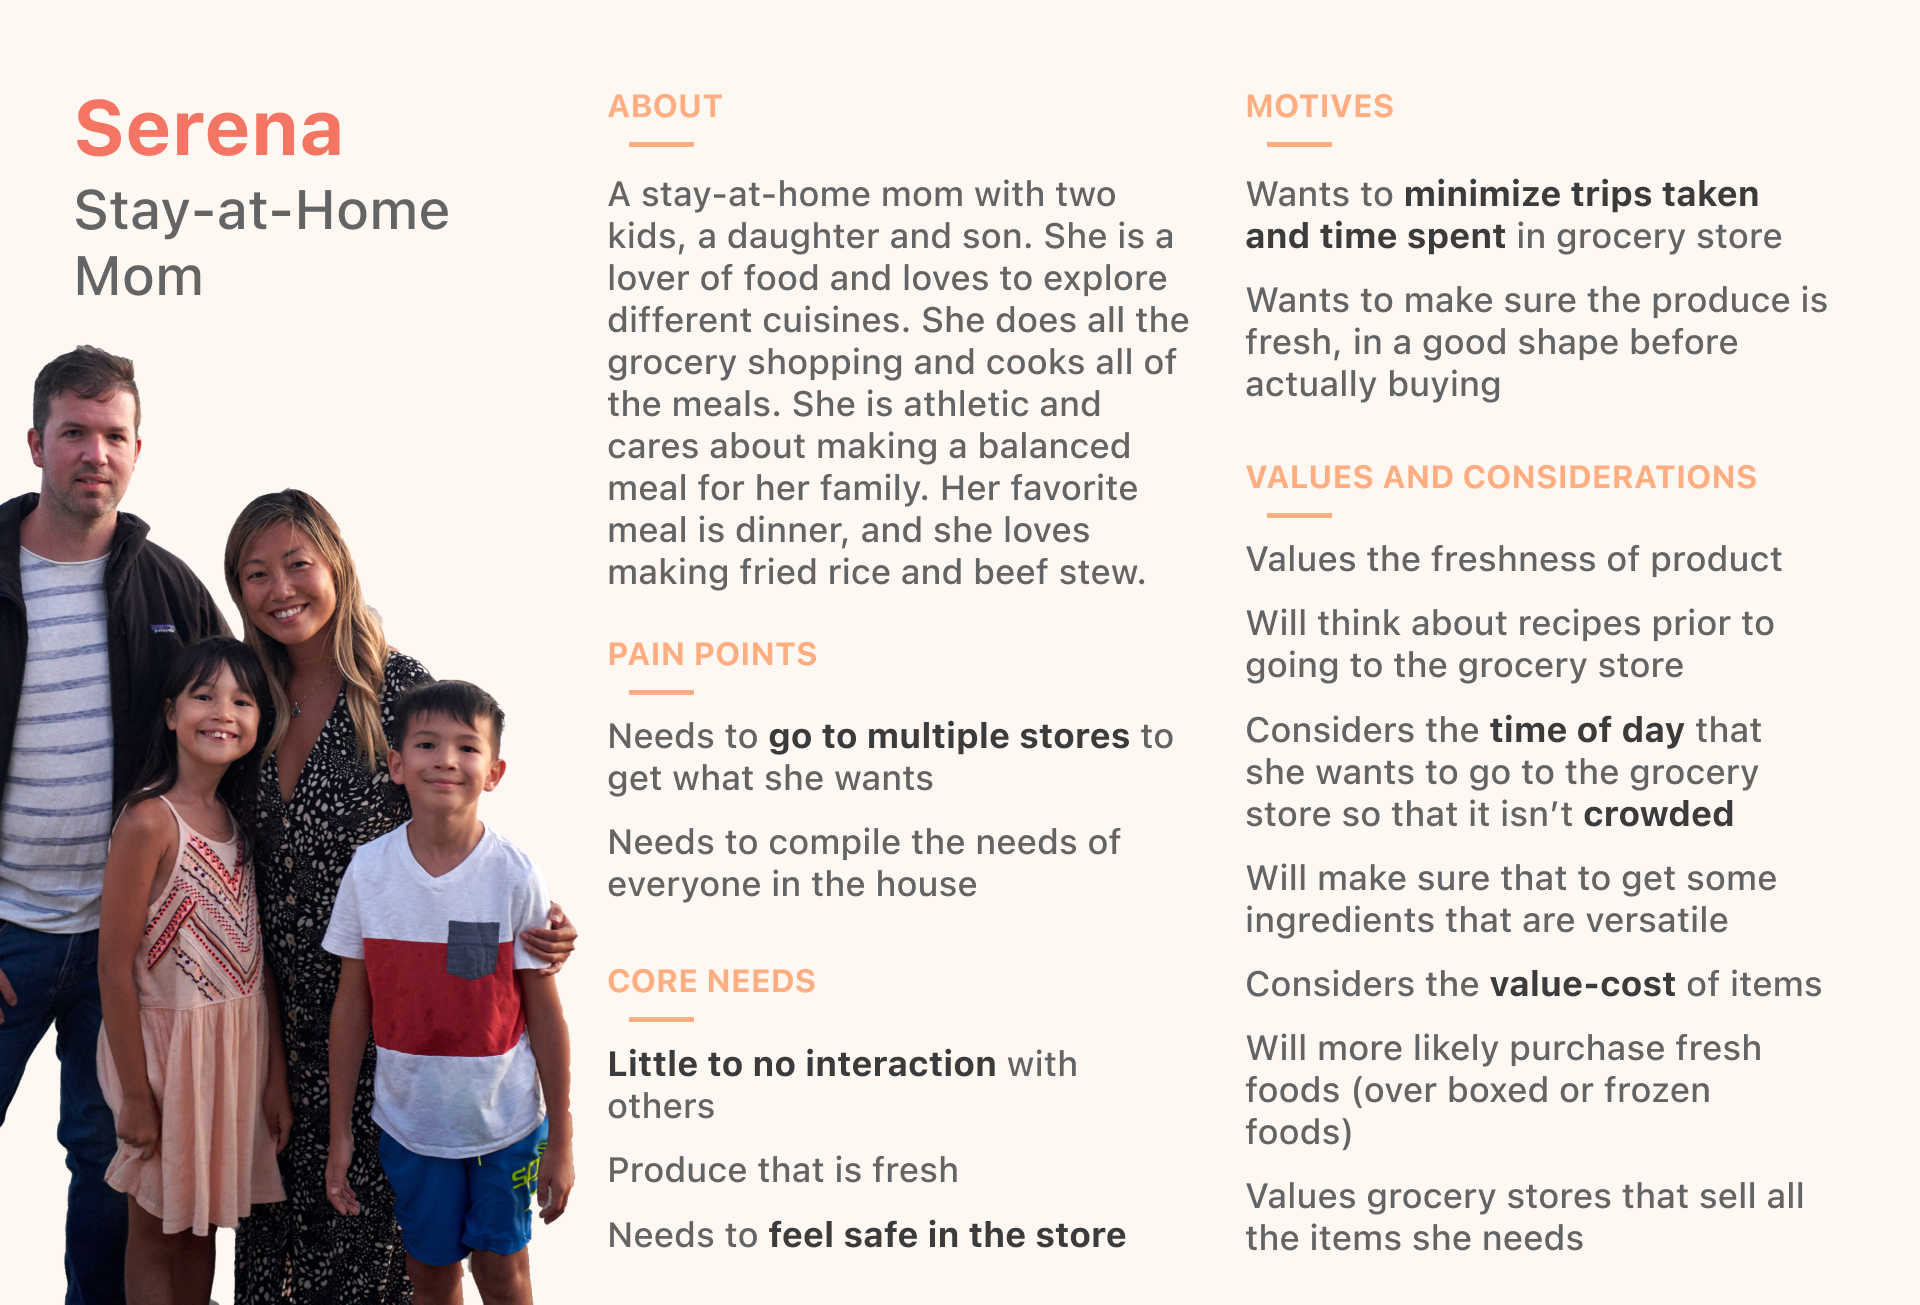 Serena
Stay-at-Home
Mom
ABOUT
A stay-at-home mom with two
kids, a daughter and son. She is a
lover of food and loves to explore
different cuisines. She does all the
grocery shopping and cooks all of
the meals. She is athletic and
cares about making a balanced
meal for her family. Her favorite
meal is dinner, and she loves
making fried rice and beef stew.
PAIN POINTS
Needs to go to multiple stores to
get what she wants
Needs to compile the needs of
everyone in the house
CORE NEEDS
Little to no interaction with
others
Produce that is fresh
Needs to feel safe in the store
MOTIVES
Wants to minimize trips taken
and time spent in grocery store
Wants to make sure the produce is
fresh, in a good shape before
actually buying
VALUES AND CONSIDERATIONS
Values the freshness of product
Will think about recipes prior to
going to the grocery store
Considers the time of day that
she wants to go to the grocery
store so that it isn’t crowded
Will make sure that to get some
ingredients that are versatile
Considers the value-cost of items
Will more likely purchase fresh
foods (over boxed or frozen
foods)
Values grocery stores that sell all
the items she needs